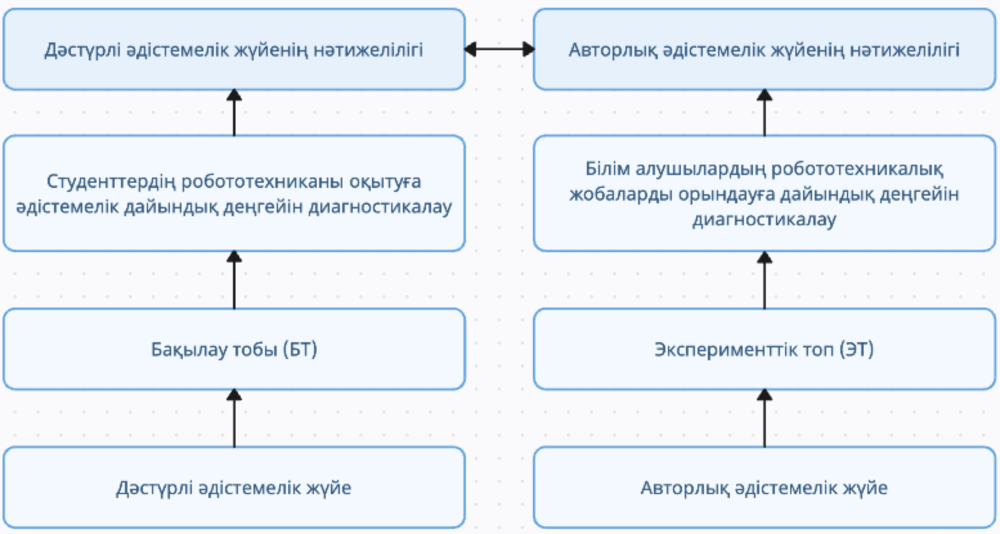 Дәстүрлі әдістемелік жүйенің нәтижелілігі
Авторлық әдістемелік жүйенің нәтижелілігі
Студенттердің робототехниканы оқытуға
әдістемелік дайындық деңгейін диагностикалау
Білім алушылардың робототехникалық
жобаларды орындауға дайындық деңгейін
диагностикалау
Бақылау тобы (БТ)
Эксперименттік топ (ЭТ)
Дәстүрлі әдістемелік жүйе
Авторлық әдістемелік жүйе